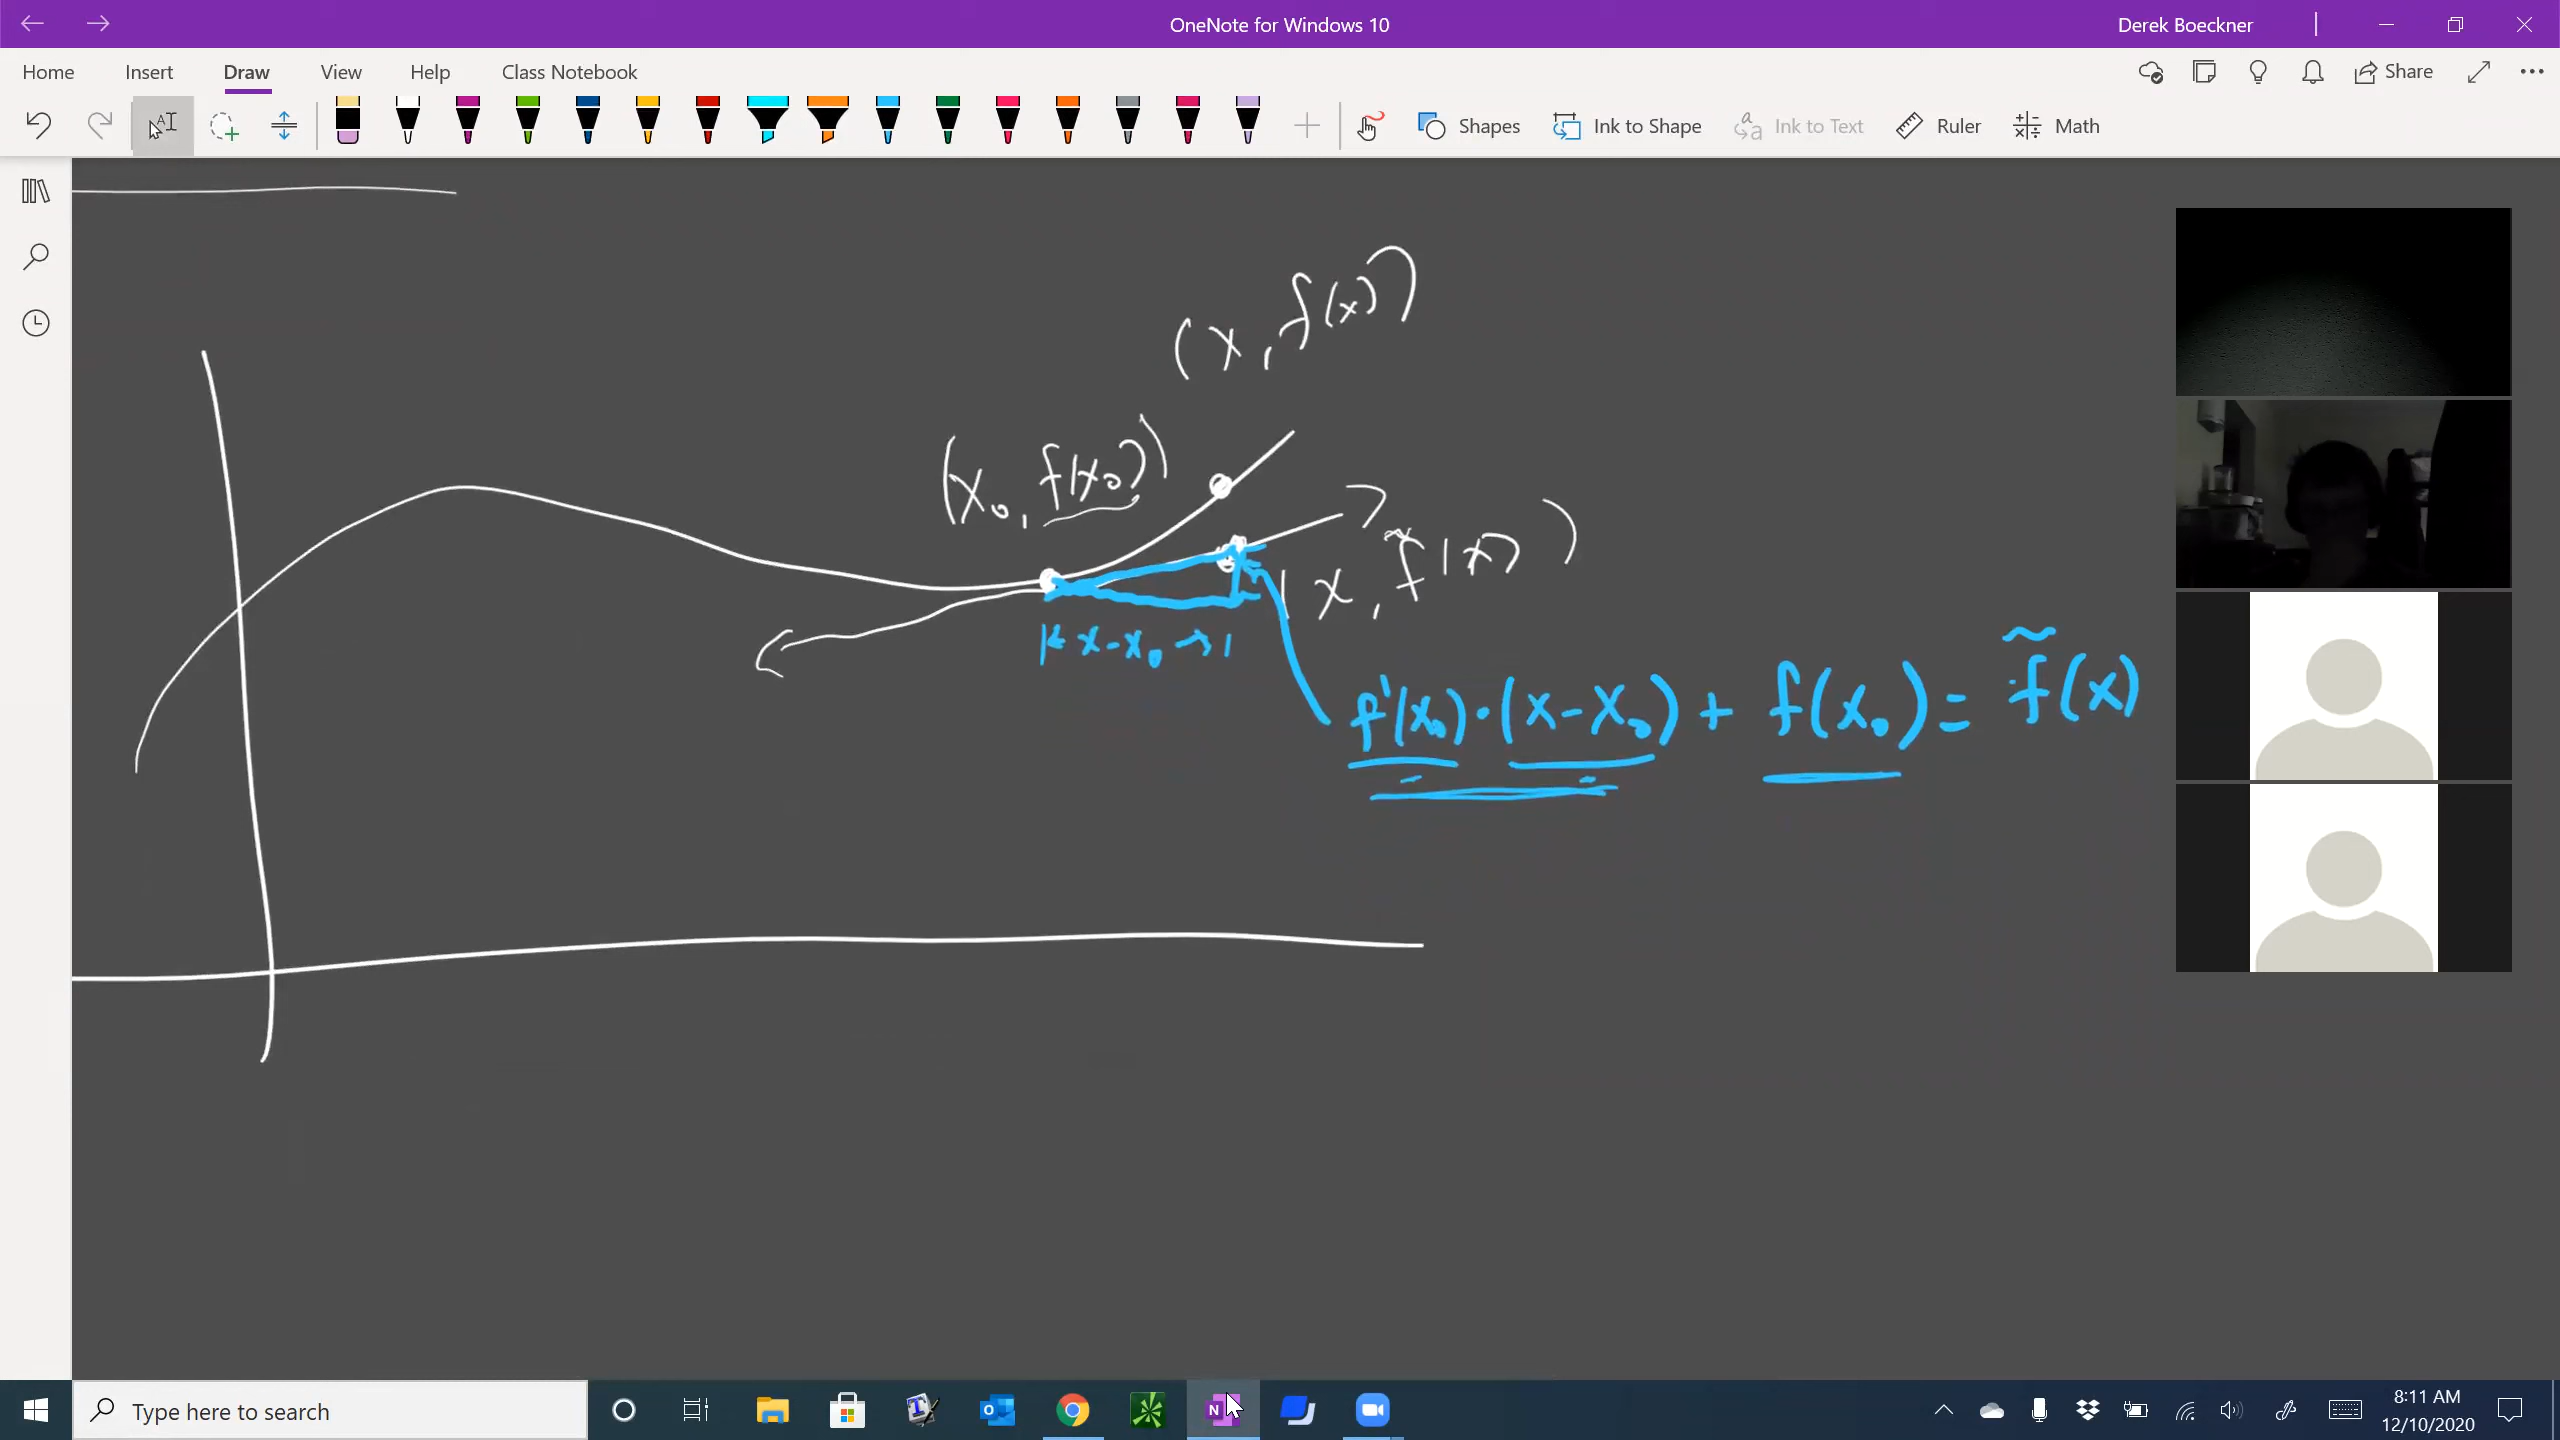 OneNote for Windows 10
Derek Boeckner
Home Insert Draw View Help Class Notebook
Share
Shapes Ink to Shape Ink to Text Ruler Math
(x, f(x))
(x₀, f(x₀))
(x, f̃(x))
|← x-x₀ →|
f'(x₀)·(x-x₀) + f(x₀) = f̃(x)
Type here to search
8:11 AM
12/10/2020